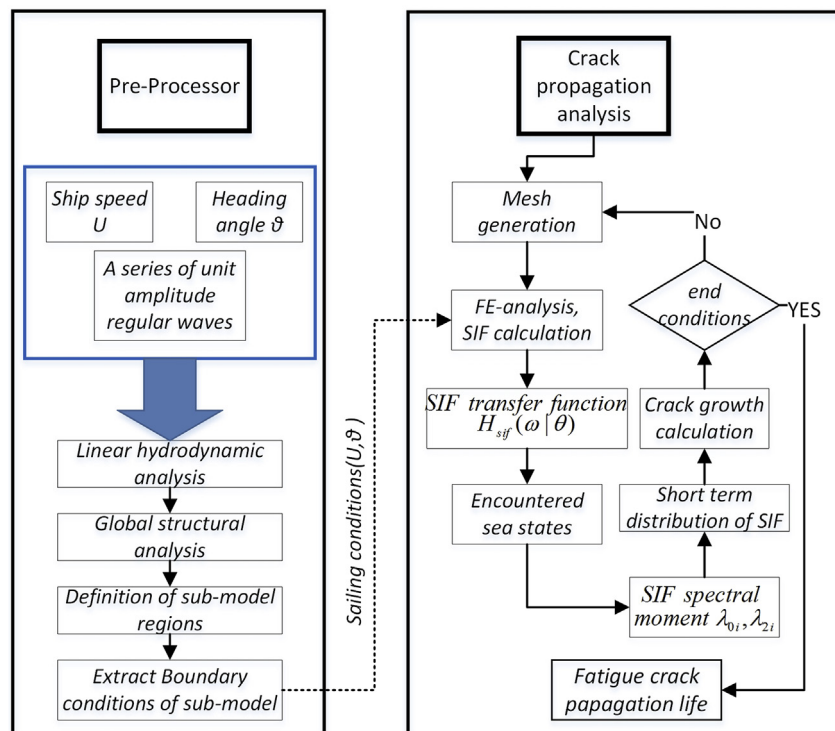 Pre-Processor
Ship speed
U
Heading
angle ϑ
A series of unit
amplitude
regular waves
Linear hydrodynamic
analysis
Global structural
analysis
Definition of sub-model
regions
Extract Boundary
conditions of sub-model
Sailing conditions(U,ϑ )
Crack
propagation
analysis
Mesh
generation
FE-analysis,
SIF calculation
SIF transfer function
H_sif (ω | θ)
Encountered
sea states
SIF spectral
moment λ_0i, λ_2i
Short term
distribution of SIF
Crack growth
calculation
end
conditions
No
YES
Fatigue crack
papagation life